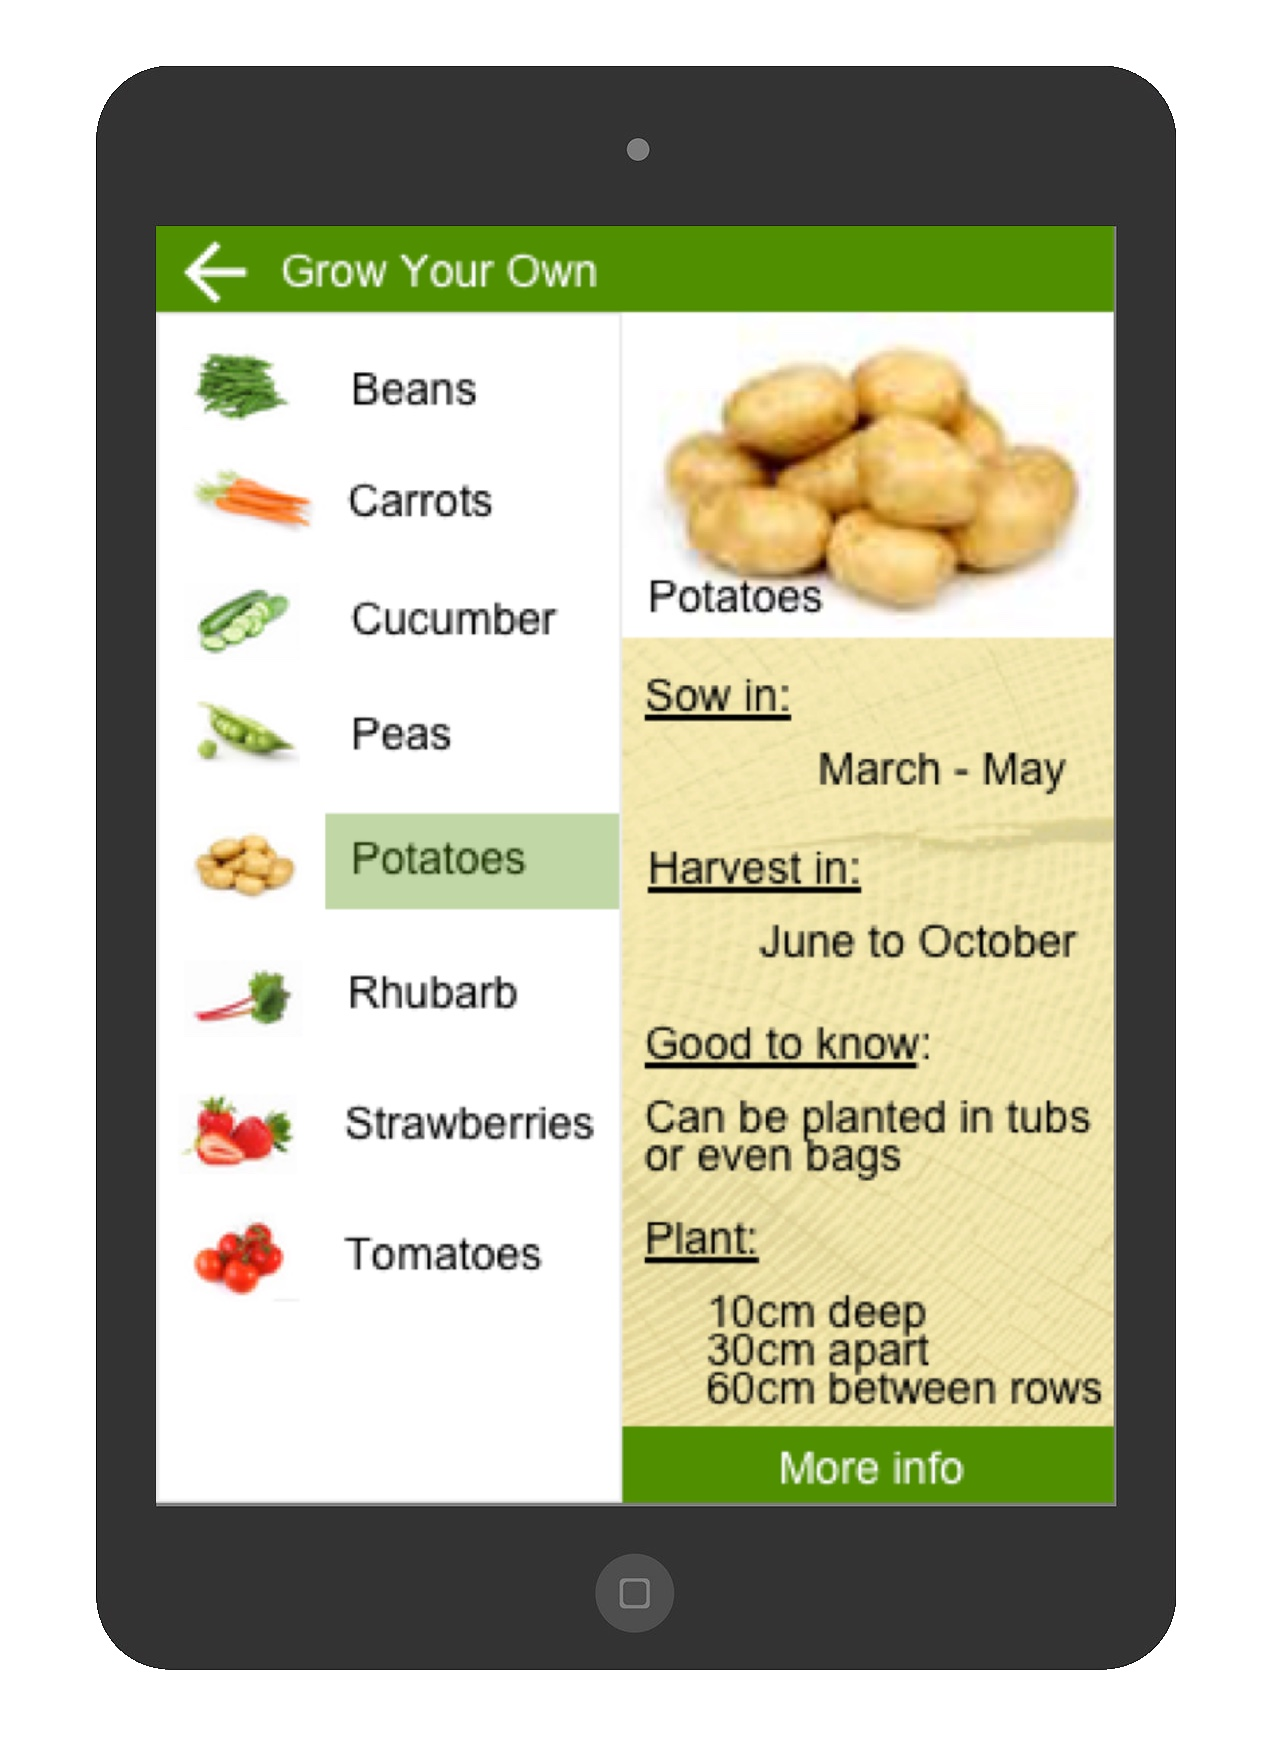 Grow Your Own
Beans
Carrots
Cucumber
Peas
Potatoes
Rhubarb
Strawberries
Tomatoes
Potatoes
Sow in:
March - May
Harvest in:
June to October
Good to know:
Can be planted in tubs
or even bags
Plant:
10cm deep
30cm apart
60cm between rows
More info